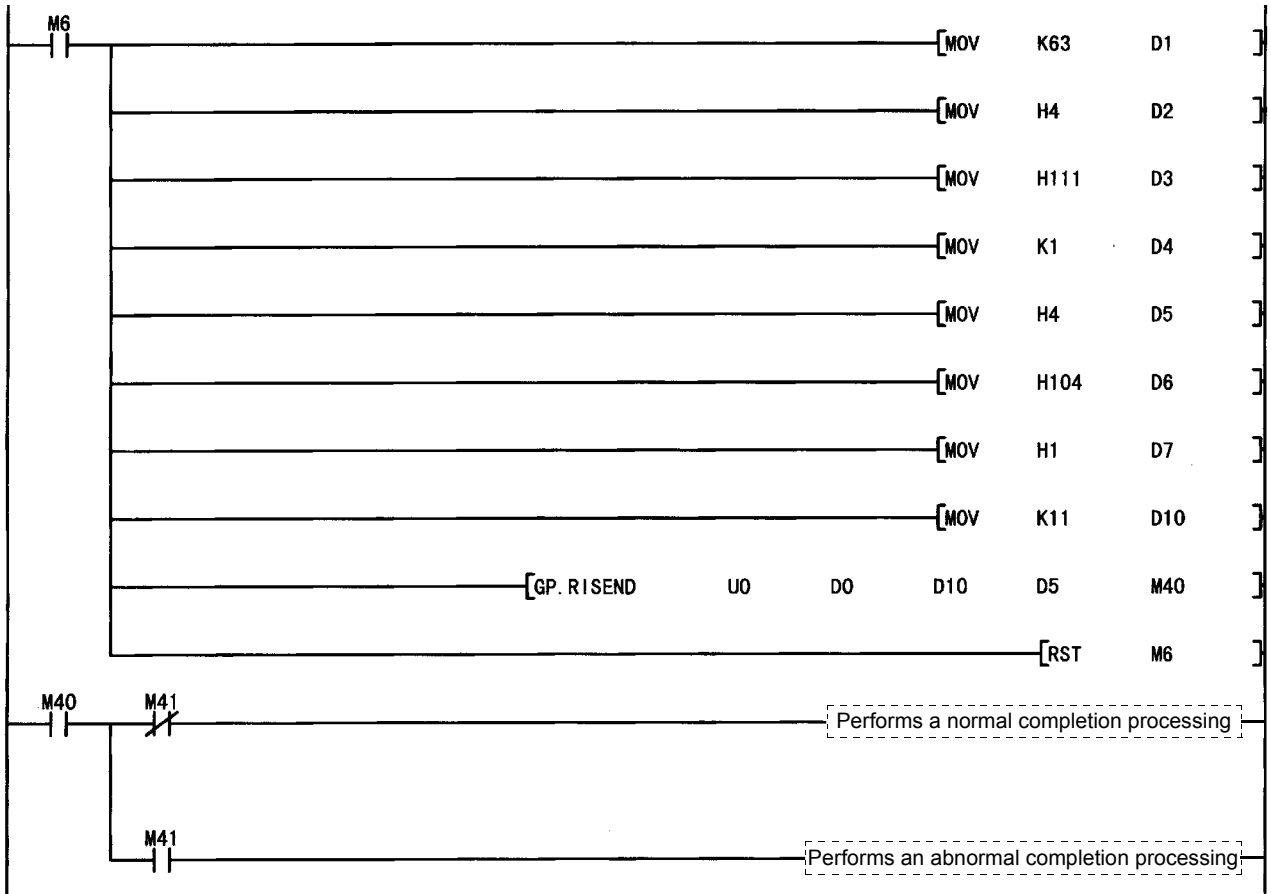 M6
[MOV K63 D1 ]
[MOV H4 D2 ]
[MOV H111 D3 ]
[MOV K1 D4 ]
[MOV H4 D5 ]
[MOV H104 D6 ]
[MOV H1 D7 ]
[MOV K11 D10 ]
[GP.RISEND U0 D0 D10 D5 M40 ]
[RST M6 ]
M40 M41
Performs a normal completion processing
M41
Performs an abnormal completion processing